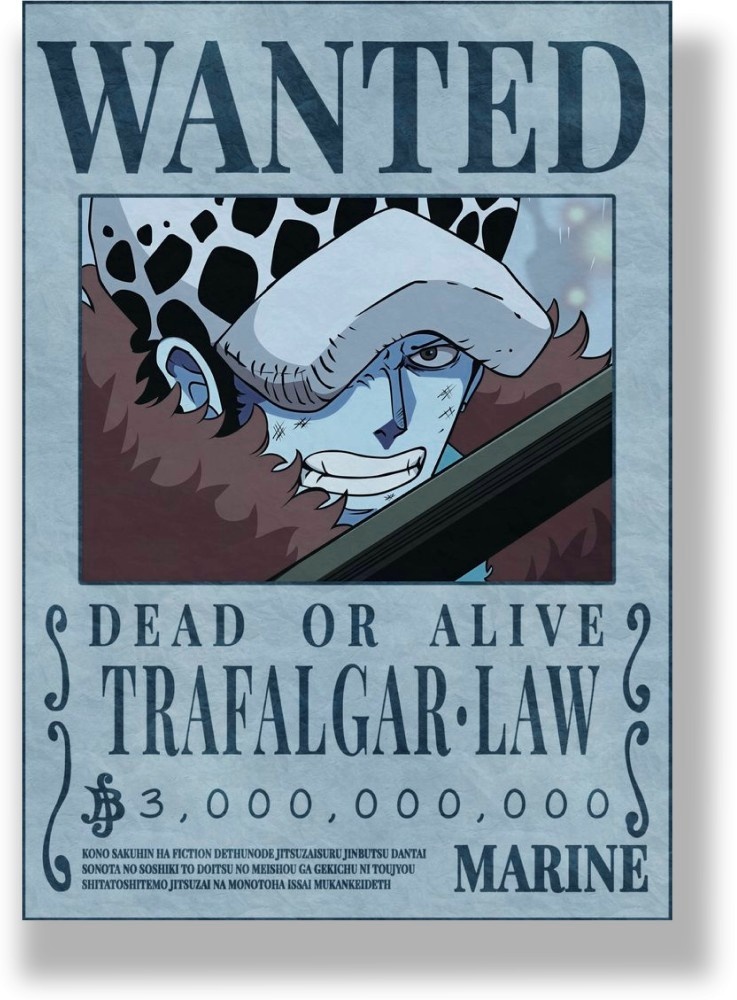 WANTED
DEAD OR ALIVE
TRAFALGAR·LAW
3,000,000,000
KONO SAKUHIN HA FICTION DETHUNODE JITSUZAISURU JINBUTSU DANTAI
SONOTA NO SOSHIKI TO DOITSU NO MEISHOU GA GEKICHU NI TOUJYOU
SHITATOSHITEMO JITSUZAI NA MONOTOHA ISSAI MUKANKEIDETH
MARINE